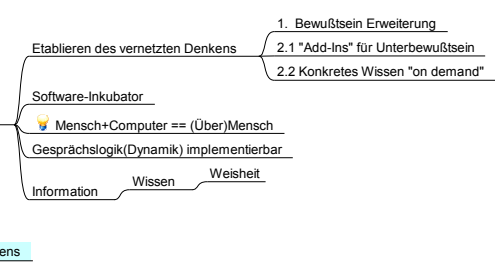 1. Bewußtsein Erweiterung
Etablieren des vernetzten Denkens
2.1 "Add-Ins" für Unterbewußtsein
2.2 Konkretes Wissen "on demand"
Software-Inkubator
Mensch+Computer == (Über)Mensch
Gesprächslogik(Dynamik) implementierbar
Information
Wissen
Weisheit
ens